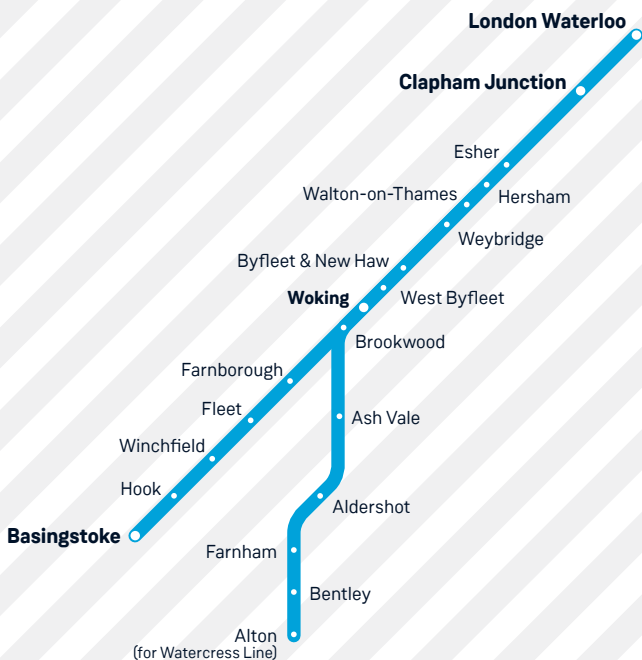 London Waterloo
Clapham Junction
Esher
Walton-on-Thames
Hersham
Weybridge
Byfleet & New Haw
Woking
West Byfleet
Brookwood
Farnborough
Fleet
Ash Vale
Winchfield
Hook
Aldershot
Basingstoke
Farnham
Bentley
Alton
(for Watercress Line)